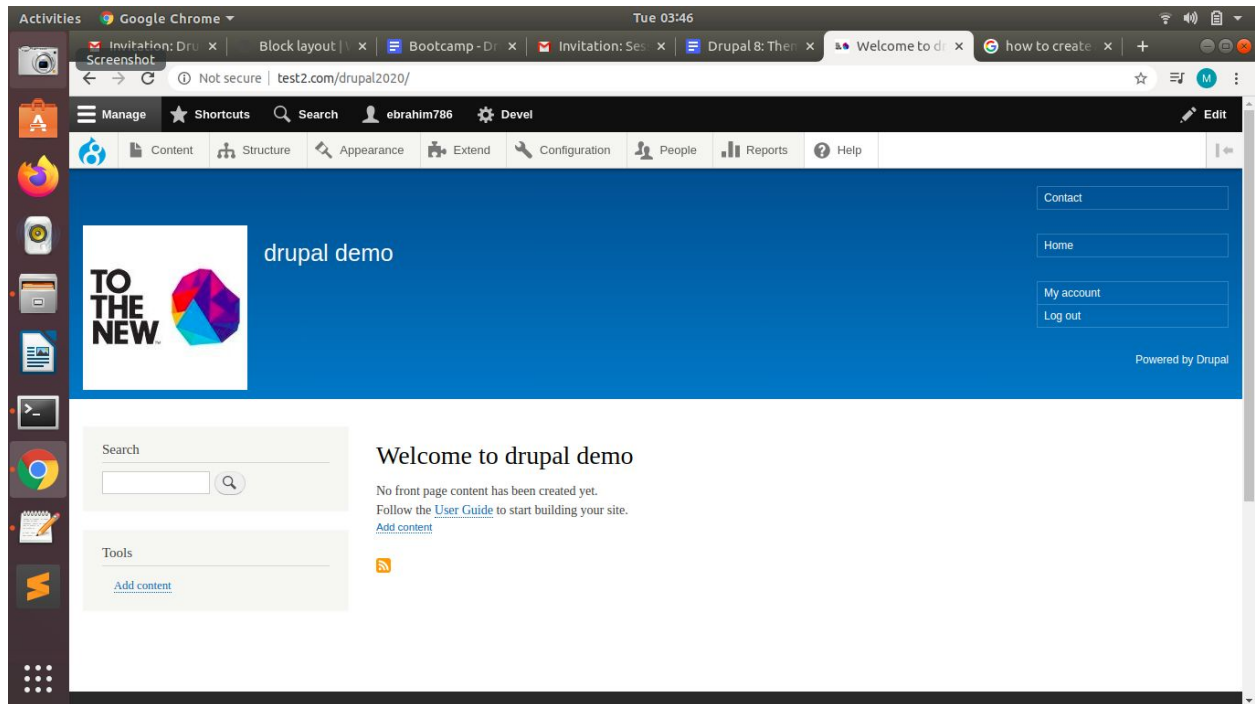 Activities Google Chrome Tue 03:46
Invitation: Dru Block layout | Bootcamp - Dr Invitation: Ses Drupal 8: Then Welcome to dr how to create
Screenshot
Not secure | test2.com/drupal2020/ M
Manage Shortcuts Search ebrahim786 Devel Edit
Content Structure Appearance Extend Configuration People Reports Help
Contact
drupal demo
Home
TO
THE
NEW
My account
Log out
Powered by Drupal
Search
Welcome to drupal demo
No front page content has been created yet.
Follow the User Guide to start building your site.
Add content
Tools
Add content